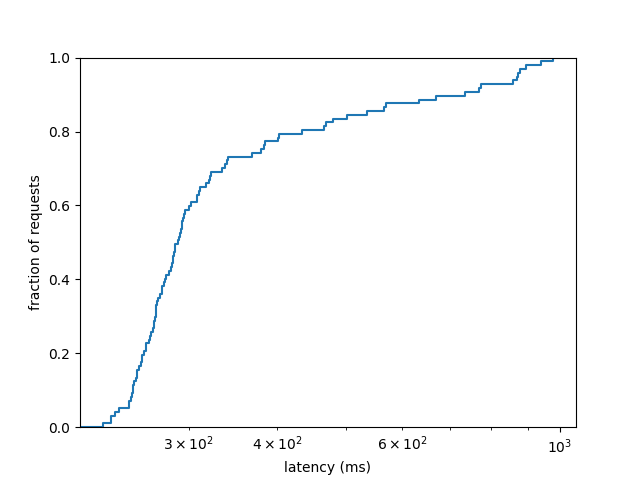 1.0
0.8
0.6
0.4
0.2
0.0
fraction of requests
3 × 10² 4 × 10² 6 × 10² 10³
latency (ms)